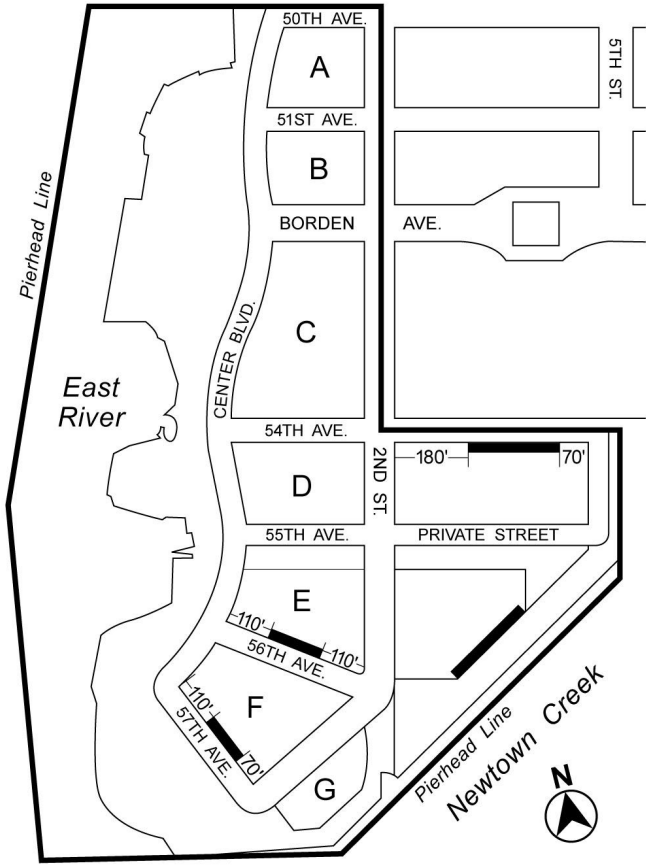 50TH AVE.
A
5TH ST.
51ST AVE.
B
Pierhead Line
BORDEN AVE.
C
CENTER BLVD.
East
River
54TH AVE.
2ND ST.
180'
70'
D
55TH AVE.
PRIVATE STREET
E
110'
110'
56TH AVE.
110'
F
57TH AVE.
70'
G
Pierhead Line
Newtown Creek
N